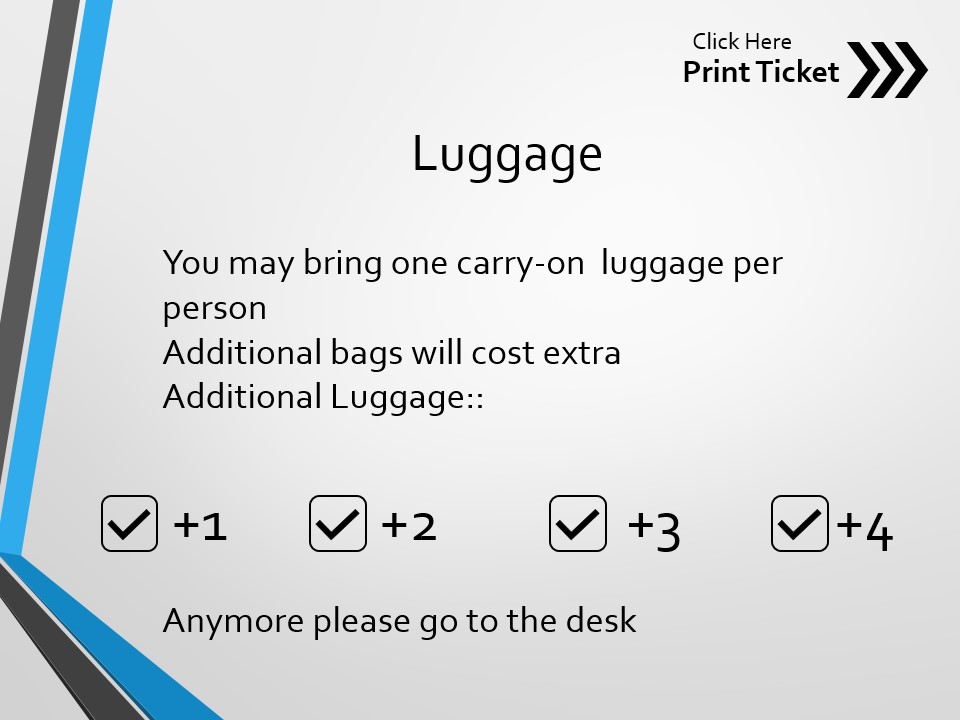 Click Here
Print Ticket
Luggage
You may bring one carry-on  luggage per
person
Additional bags will cost extra
Additional Luggage::
+1 +2 +3 +4
Anymore please go to the desk